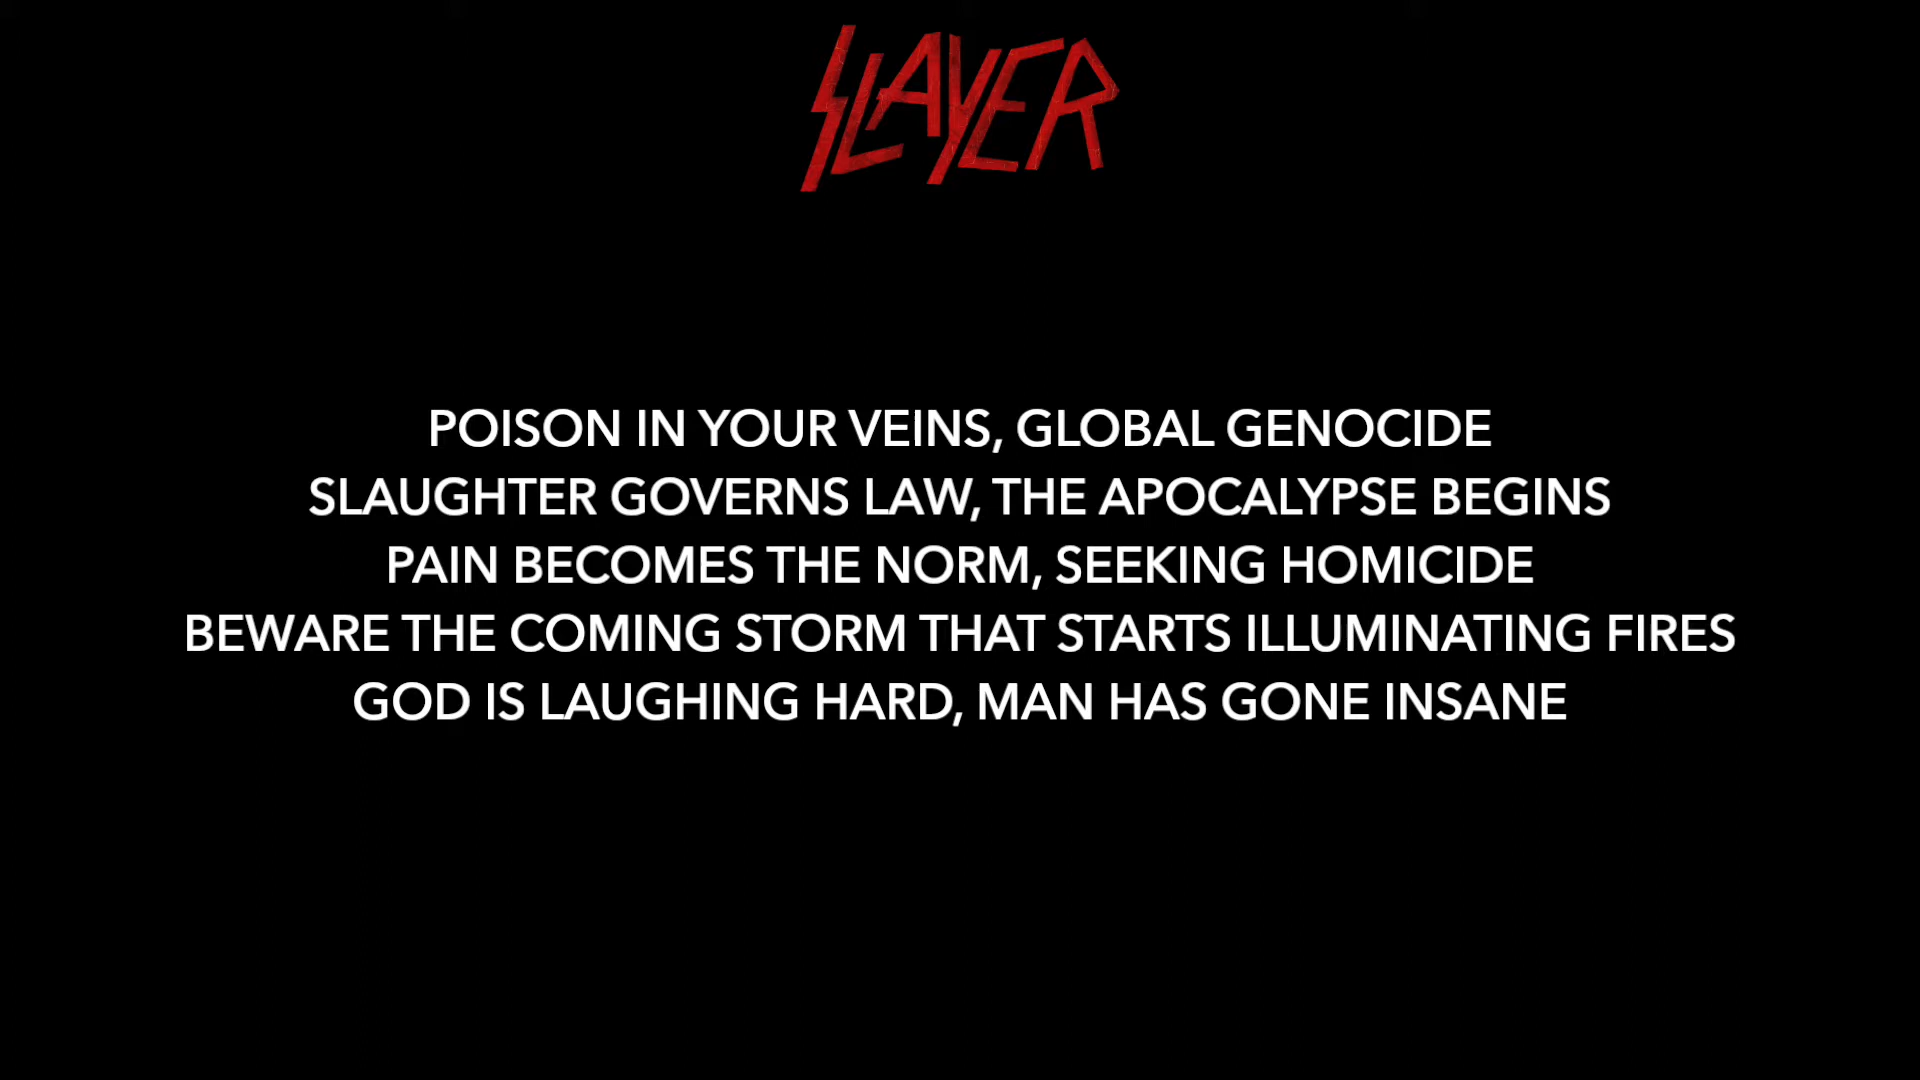 SLAYER
POISON IN YOUR VEINS, GLOBAL GENOCIDE
SLAUGHTER GOVERNS LAW, THE APOCALYPSE BEGINS
PAIN BECOMES THE NORM, SEEKING HOMICIDE
BEWARE THE COMING STORM THAT STARTS ILLUMINATING FIRES
GOD IS LAUGHING HARD, MAN HAS GONE INSANE